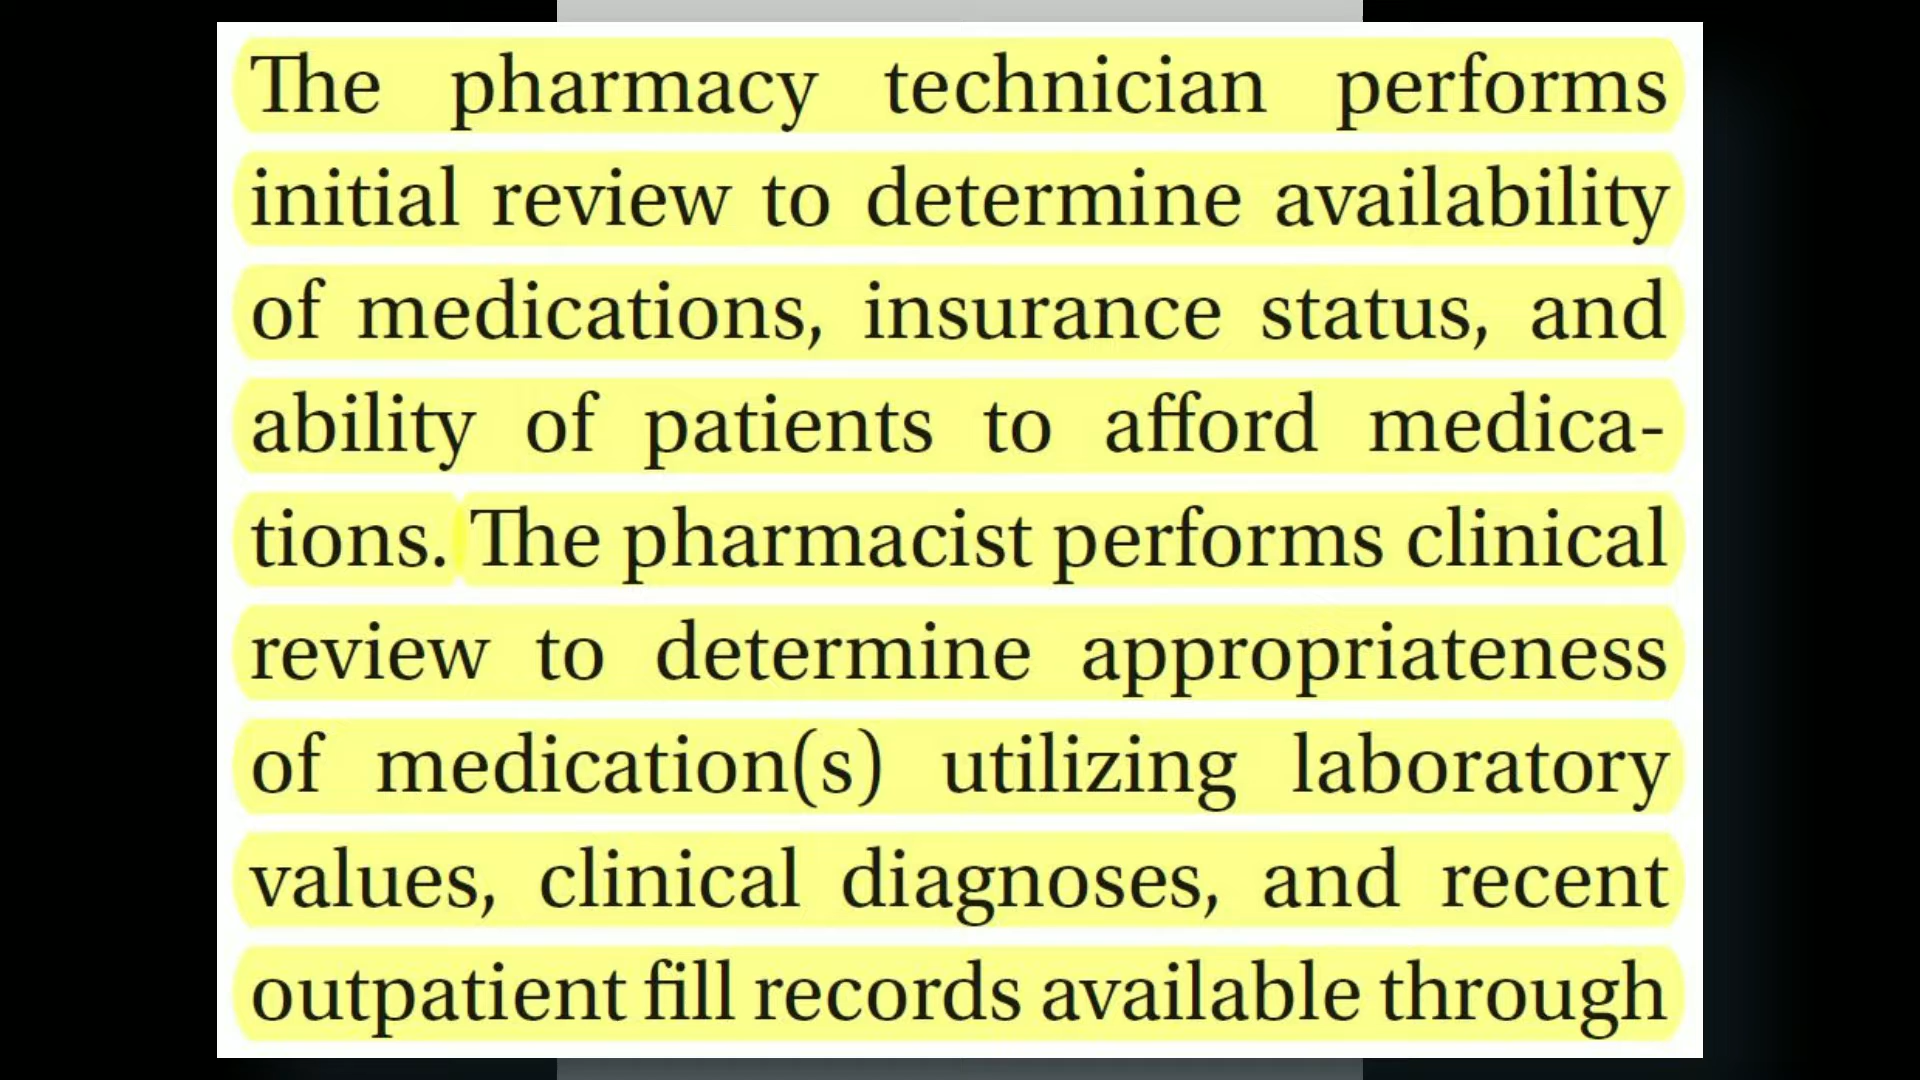 The pharmacy technician performs
initial review to determine availability
of medications, insurance status, and
ability of patients to afford medica-
tions. The pharmacist performs clinical
review to determine appropriateness
of medication(s) utilizing laboratory
values, clinical diagnoses, and recent
outpatient fill records available through